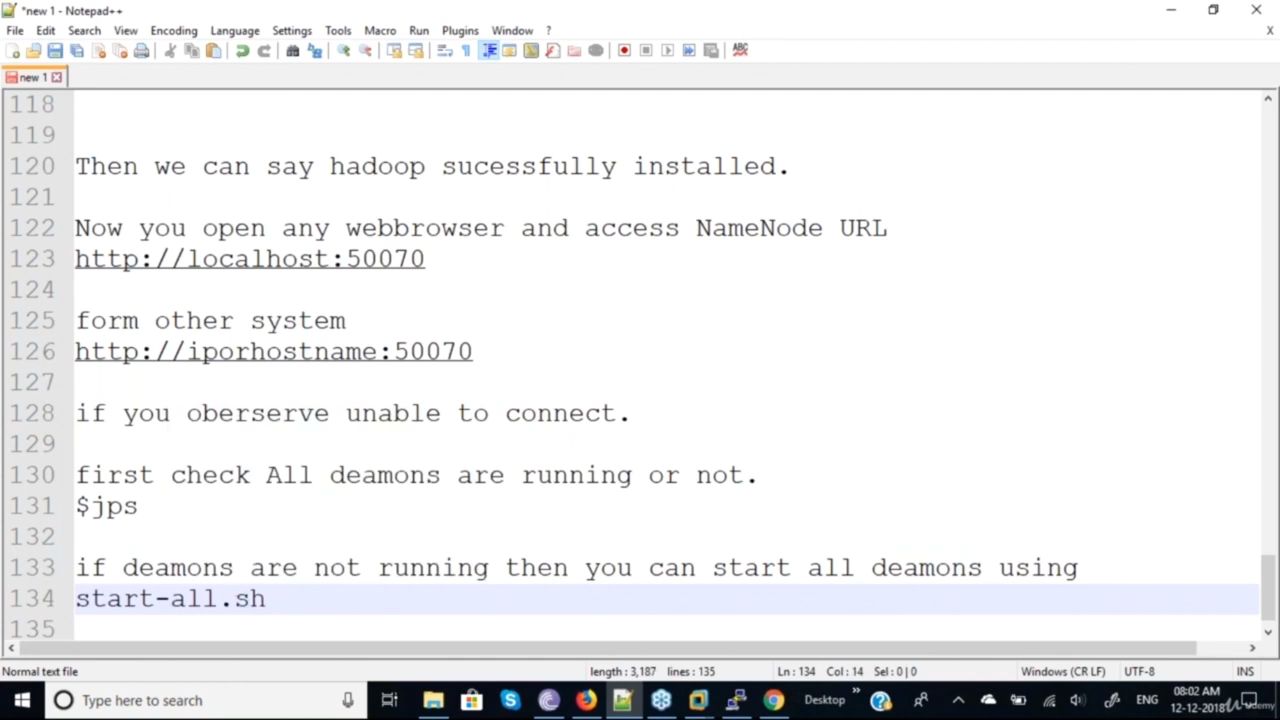 *new 1 - Notepad++
File Edit Search View Encoding Language Settings Tools Macro Run Plugins Window ? X
new 1
118
119
120 Then we can say hadoop sucessfully installed.
121
122 Now you open any webbrowser and access NameNode URL
123 http://localhost:50070
124
125 form other system
126 http://iporhostname:50070
127
128 if you oberserve unable to connect.
129
130 first check All deamons are running or not.
131 $jps
132
133 if deamons are not running then you can start all deamons using
134 start-all.sh
135
Normal text file length : 3,187 lines : 135 Ln : 134 Col : 14 Sel : 0 | 0 Windows (CR LF) UTF-8 INS
Type here to search Desktop ENG 08:02 AM
12-12-2018 Udemy